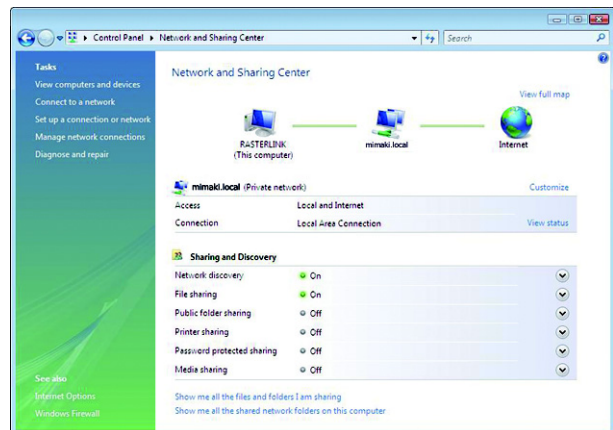 Control Panel
Network and Sharing Center
Search
Tasks
View computers and devices
Connect to a network
Set up a connection or network
Manage network connections
Diagnose and repair
See also
Internet Options
Windows Firewall
Network and Sharing Center
View full map
RASTERLINK
(This computer)
mimaki.local
Internet
mimaki.local (Private network)
Customize
Access Local and Internet
Connection Local Area Connection View status
Sharing and Discovery
Network discovery On
File sharing On
Public folder sharing Off
Printer sharing Off
Password protected sharing Off
Media sharing Off
Show me all the files and folders I am sharing
Show me all the shared network folders on this computer